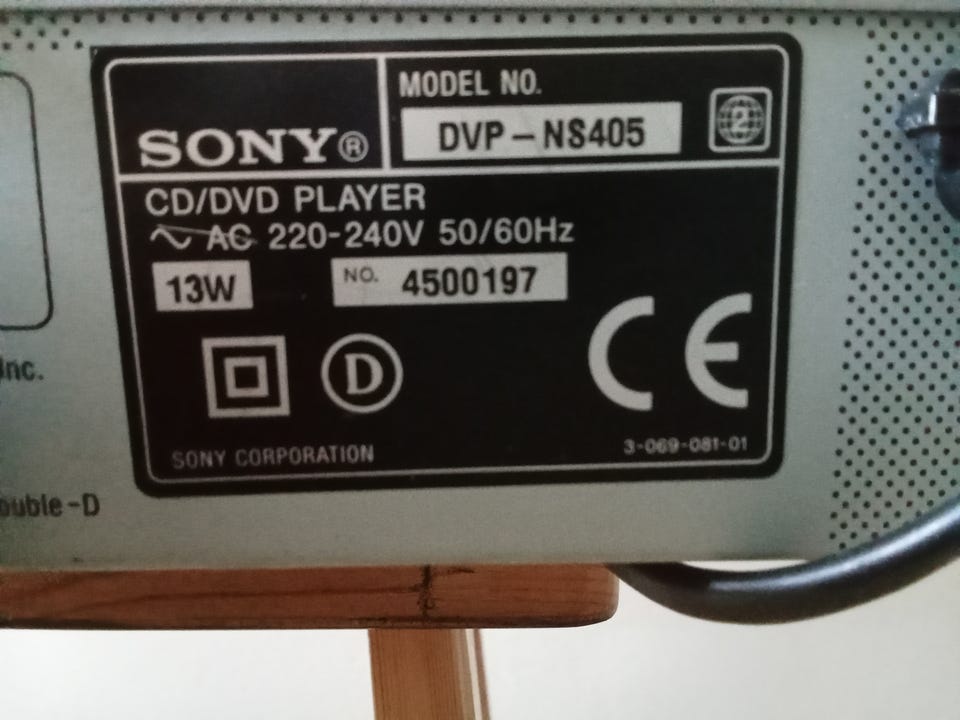 MODEL NO.
SONY®
DVP-NS405
2
CD/DVD PLAYER
~ AC 220-240V 50/60Hz
13W
NO. 4500197
D
CE
Inc.
SONY CORPORATION
3-069-081-01
ouble-D